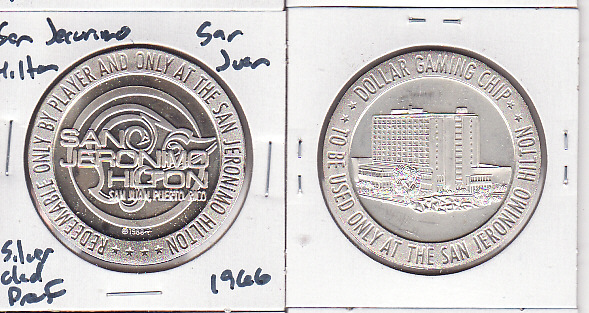 San Jeronimo
Hilton
San
Juan
REDEEMABLE ONLY BY PLAYER AND ONLY AT THE SAN JERONIMO HILTON
SAN
JERONIMO
HILTON
SAN JUAN, PUERTO RICO
©1966
Silver
clad
Proof
1966
DOLLAR GAMING CHIP
TO BE USED ONLY AT THE SAN JERONIMO HILTON